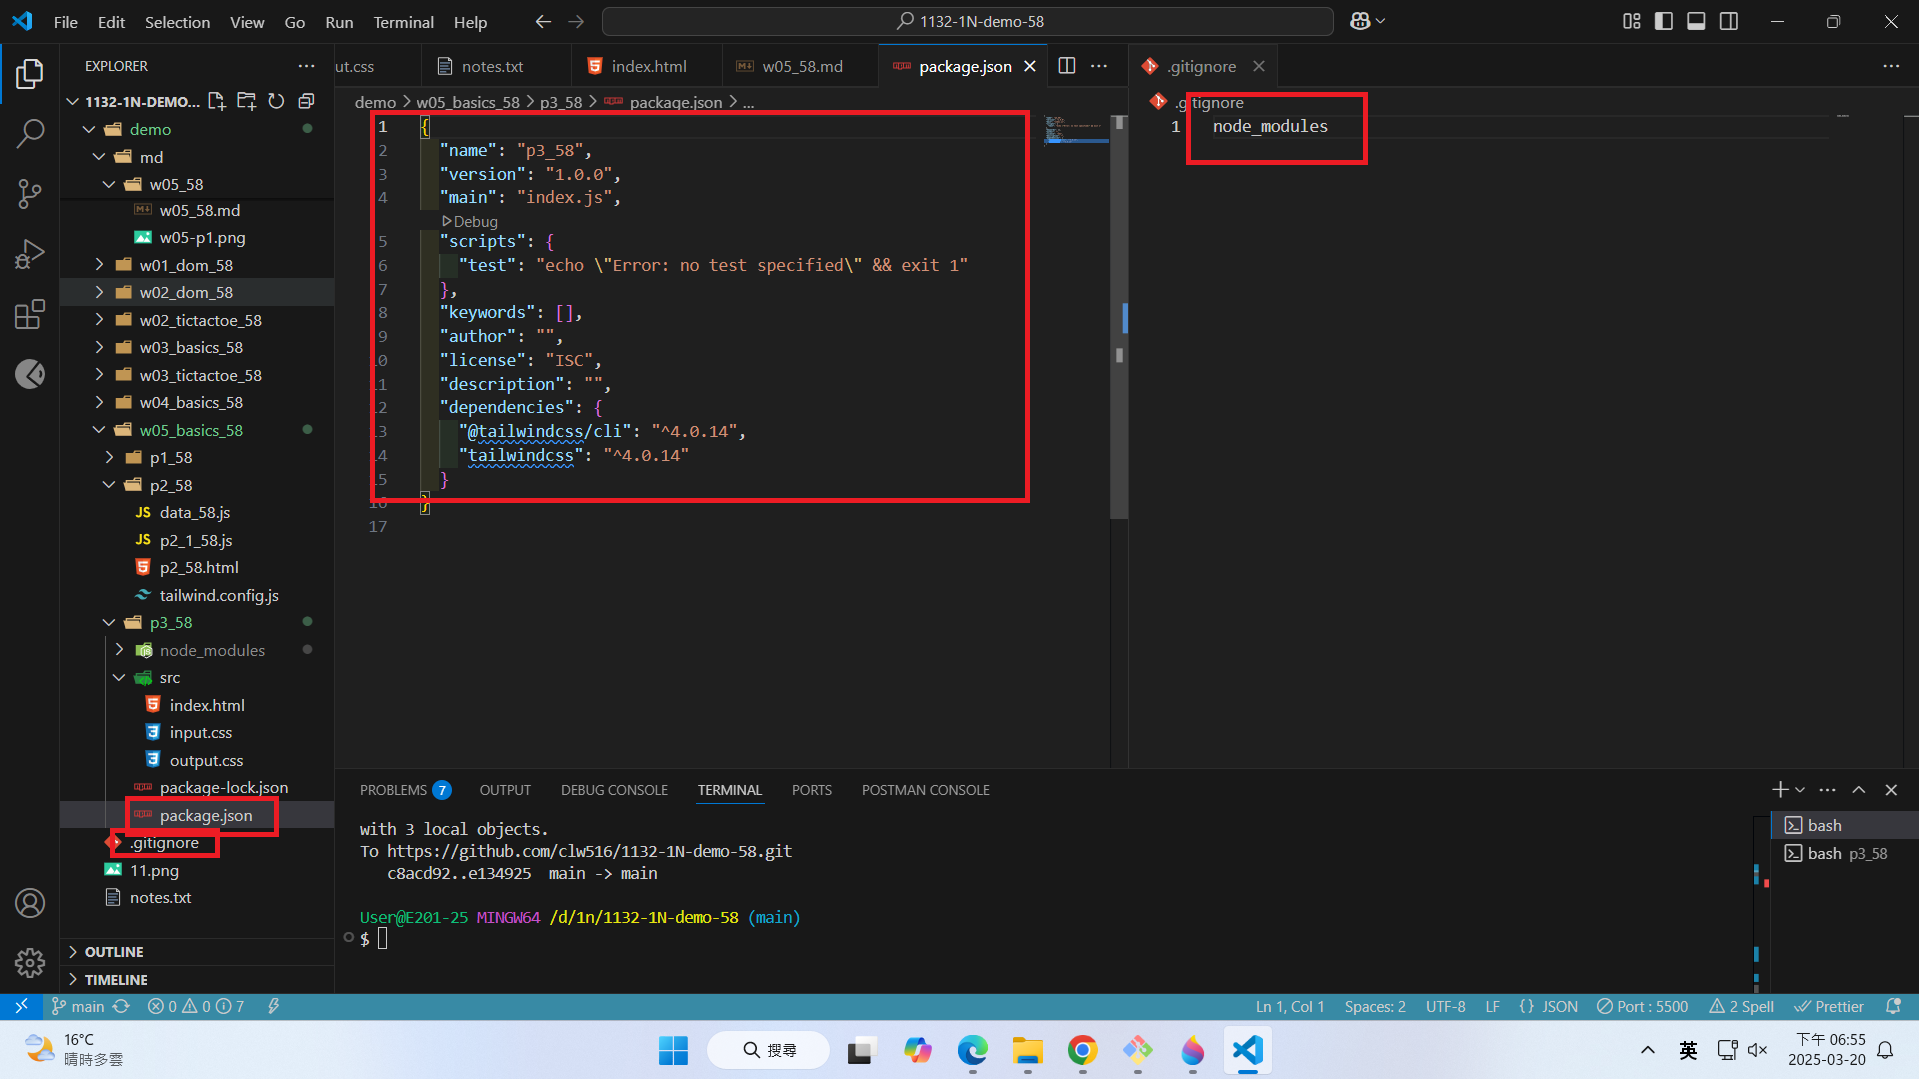 File Edit Selection View Go Run Terminal Help
1132-1N-demo-58
EXPLORER
1132-1N-DEMO...
demo
md
w05_58
w05_58.md
w05-p1.png
w01_dom_58
w02_dom_58
w02_tictactoe_58
w03_basics_58
w03_tictactoe_58
w04_basics_58
w05_basics_58
p1_58
p2_58
data_58.js
p2_1_58.js
p2_58.html
tailwind.config.js
p3_58
node_modules
src
index.html
input.css
output.css
package-lock.json
package.json
.gitignore
11.png
notes.txt
OUTLINE
TIMELINE
ut.css
notes.txt
index.html
w05_58.md
package.json
demo > w05_basics_58 > p3_58 > package.json > ...
1 {
2 "name": "p3_58",
3 "version": "1.0.0",
4 "main": "index.js",
Debug
5 "scripts": {
6 "test": "echo \"Error: no test specified\" && exit 1"
7 },
8 "keywords": [],
9 "author": "",
10 "license": "ISC",
11 "description": "",
12 "dependencies": {
13 "@tailwindcss/cli": "^4.0.14",
14 "tailwindcss": "^4.0.14"
15 }
16 }
17
.gitignore
.gitignore
1 node_modules
PROBLEMS 7 OUTPUT DEBUG CONSOLE TERMINAL PORTS POSTMAN CONSOLE
with 3 local objects.
To https://github.com/clw516/1132-1N-demo-58.git
c8acd92..e134925 main -> main
User@E201-25 MINGW64 /d/1n/1132-1N-demo-58 (main)
$
bash
bash p3_58
main 0 0 7
Ln 1, Col 1 Spaces: 2 UTF-8 LF {} JSON Port : 5500 2 Spell Prettier
16°C
晴時多雲
搜尋
英
下午 06:55
2025-03-20